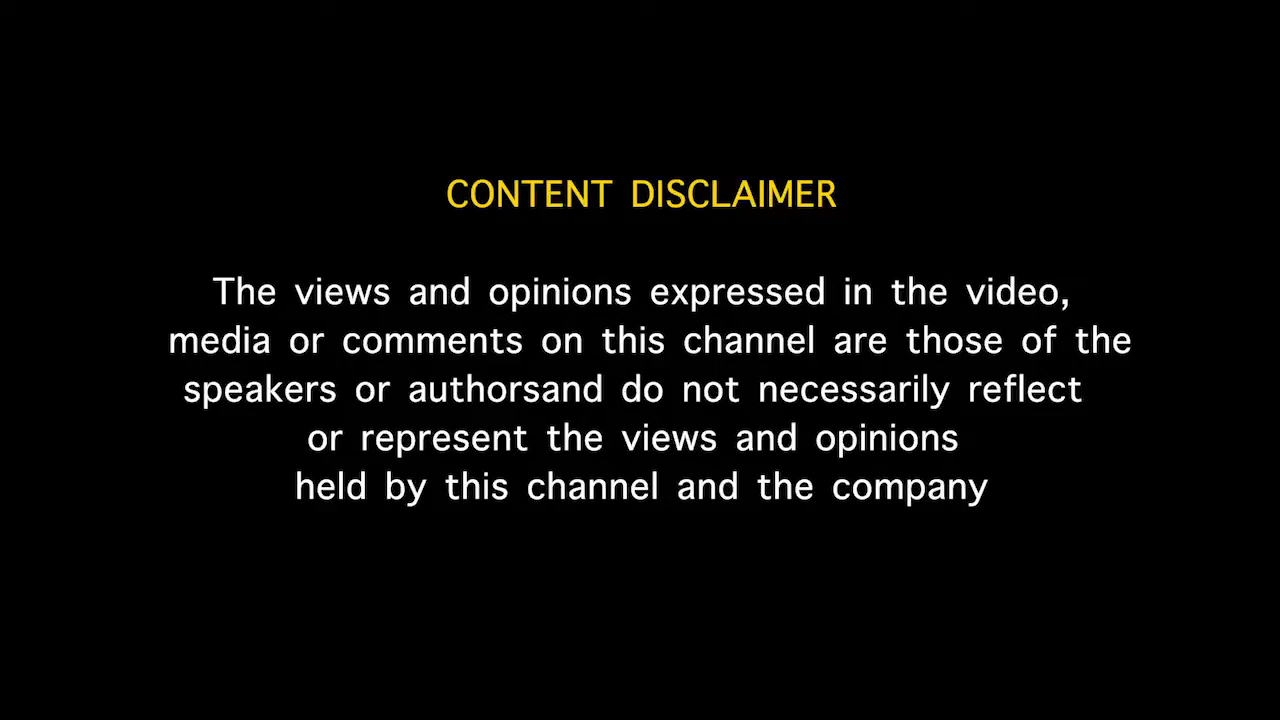 CONTENT DISCLAIMER
The views and opinions expressed in the video,
media or comments on this channel are those of the
speakers or authorsand do not necessarily reflect
or represent the views and opinions
held by this channel and the company